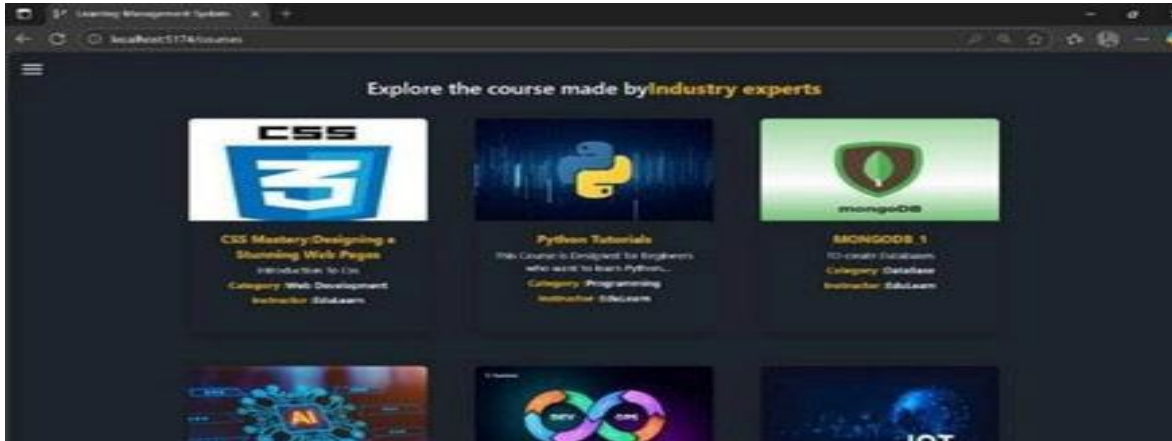 Learning Management System
localhost:5174/courses
Explore the course made byIndustry experts
CSS
CSS Mastery:Designing a
Stunning Web Pages
Introduction To Css
Category :Web Development
Instructor :EduLearn
Python Tutorials
This Course is Designed for Beginners
who want to learn Python...
Category :Programming
Instructor :EduLearn
mongoDB
MONGODB_1
TO create Databases
Category :DataBase
Instructor :EduLearn
AI
DEV
OPS
IOT